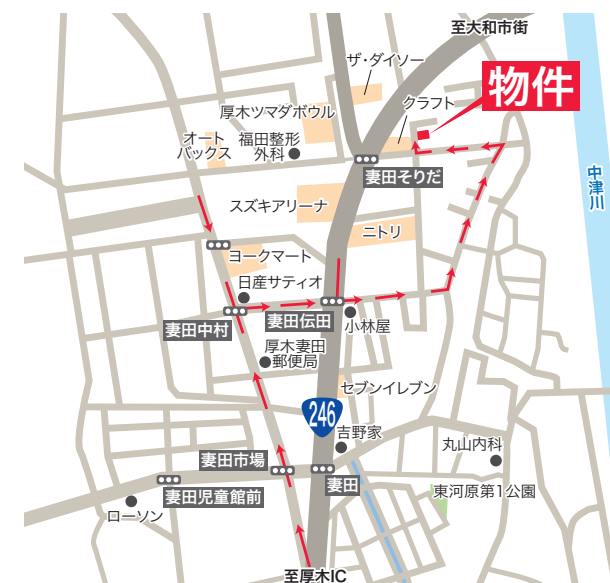 至大和市街
ザ・ダイソー
物件
クラフト
厚木ツマダボウル
オート
バックス
福田整形
外科
妻田そりだ
中津川
スズキアリーナ
ニトリ
ヨークマート
日産サティオ
妻田中村
妻田伝田
小林屋
厚木妻田
郵便局
セブンイレブン
246
吉野家
丸山内科
妻田市場
妻田
妻田児童館前
東河原第1公園
ローソン
至厚木IC